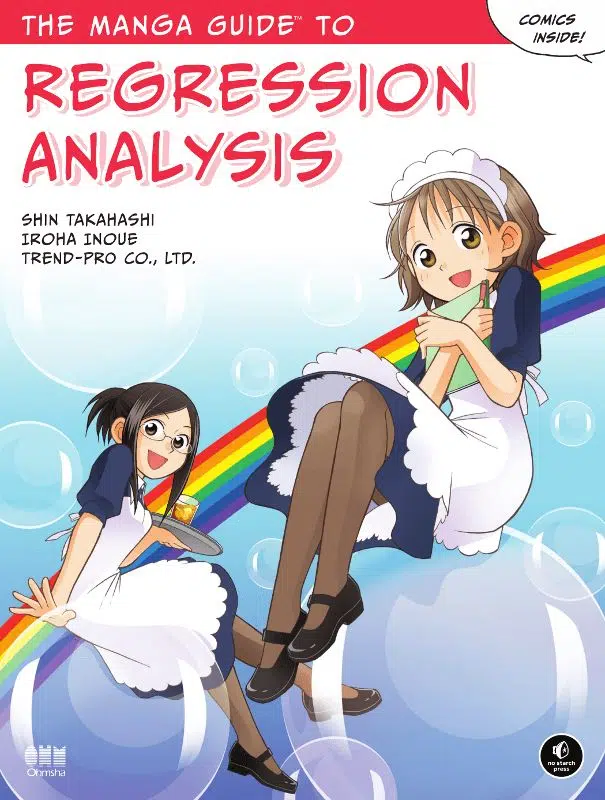 THE MANGA GUIDE™ TO
COMICS
INSIDE!
REGRESSION
ANALYSIS
SHIN TAKAHASHI
IROHA INOUE
TREND-PRO CO., LTD.
OHM
Ohmsha
no starch
press